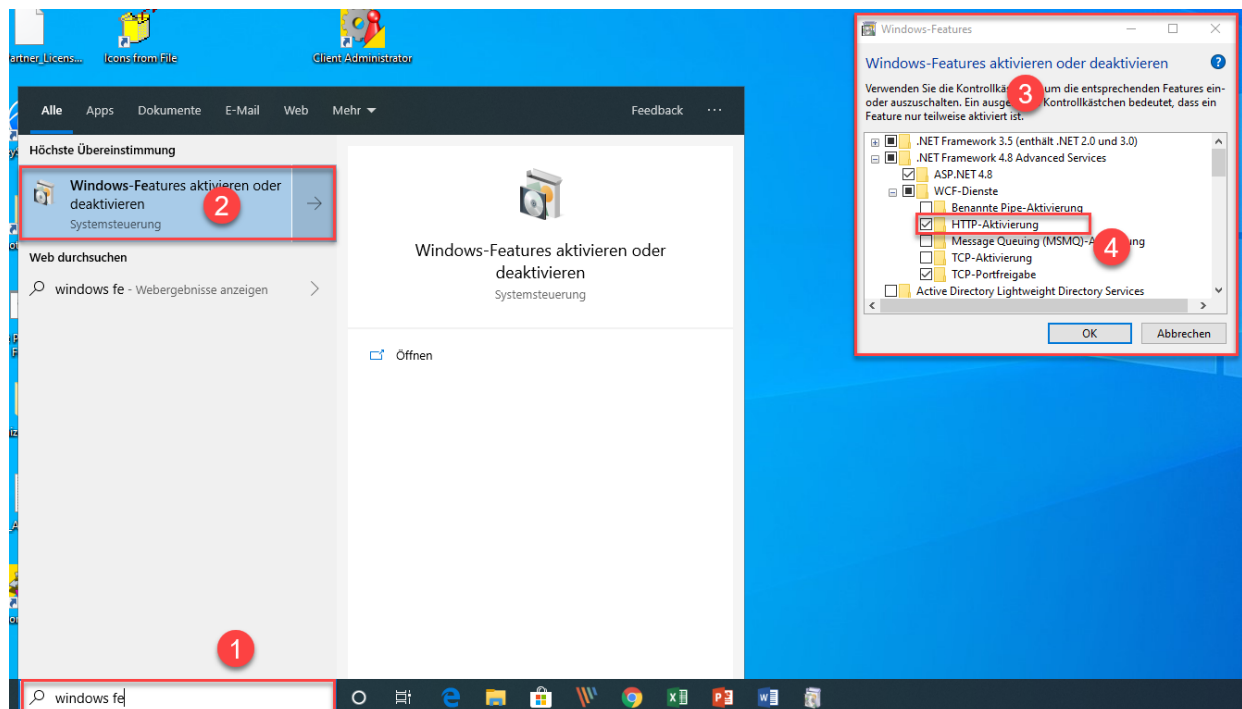 artner_Licens...
Icons from File
Client Administrator
Alle Apps Dokumente E-Mail Web Mehr Feedback ...
Höchste Übereinstimmung
Windows-Features aktivieren oder
deaktivieren
Systemsteuerung
2
Web durchsuchen
windows fe - Webergebnisse anzeigen
Windows-Features aktivieren oder
deaktivieren
Systemsteuerung
Öffnen
1
windows fe
Windows-Features
Windows-Features aktivieren oder deaktivieren
Verwenden Sie die um die entsprechenden Features ein-
oder auszuschalten. Ein Kontrollkästchen bedeutet, dass ein
Feature nur teilweise aktiviert ist.
3
.NET Framework 3.5 (enthält .NET 2.0 und 3.0)
.NET Framework 4.8 Advanced Services
ASP.NET 4.8
WCF-Dienste
Benannte Pipe-Aktivierung
HTTP-Aktivierung
Message Queuing (MSMQ)-
4
TCP-Aktivierung
TCP-Portfreigabe
Active Directory Lightweight Directory Services
OK Abbrechen